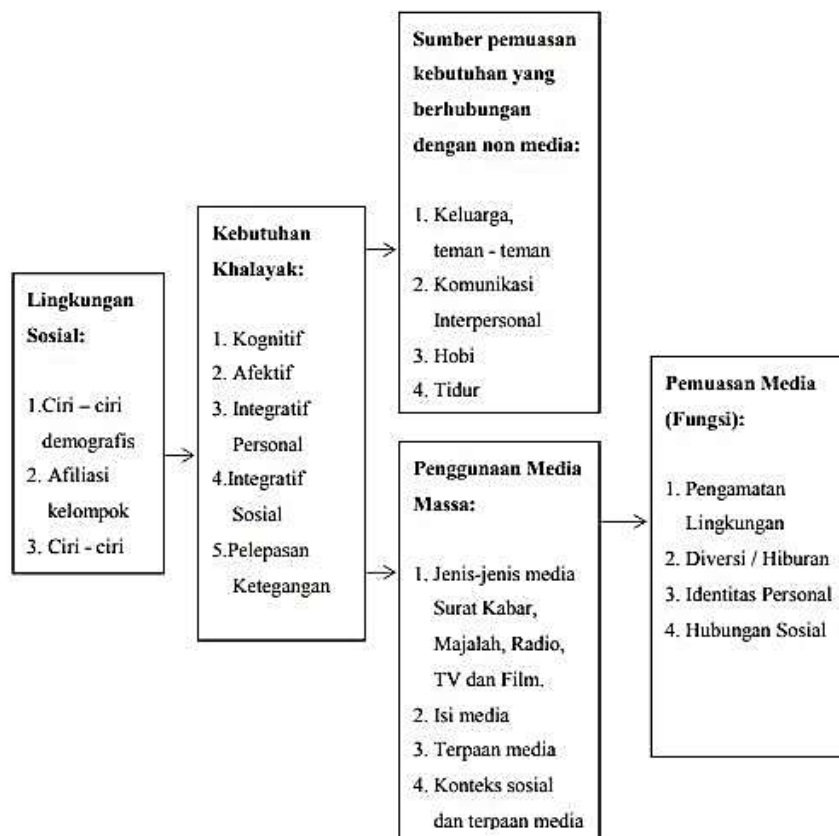 Lingkungan
Sosial:
1.Ciri – ciri
demografis
2. Afiliasi
kelompok
3. Ciri - ciri
Kebutuhan
Khalayak:
1. Kognitif
2. Afektif
3. Integratif
Personal
4.Integratif
Sosial
5.Pelepasan
Ketegangan
Sumber pemuasan
kebutuhan yang
berhubungan
dengan non media:
1. Keluarga,
teman - teman
2. Komunikasi
Interpersonal
3. Hobi
4. Tidur
Penggunaan Media
Massa:
1. Jenis-jenis media
Surat Kabar,
Majalah, Radio,
TV dan Film.
2. Isi media
3. Terpaan media
4. Konteks sosial
dan terpaan media
Pemuasan Media
(Fungsi):
1. Pengamatan
Lingkungan
2. Diversi / Hiburan
3. Identitas Personal
4. Hubungan Sosial